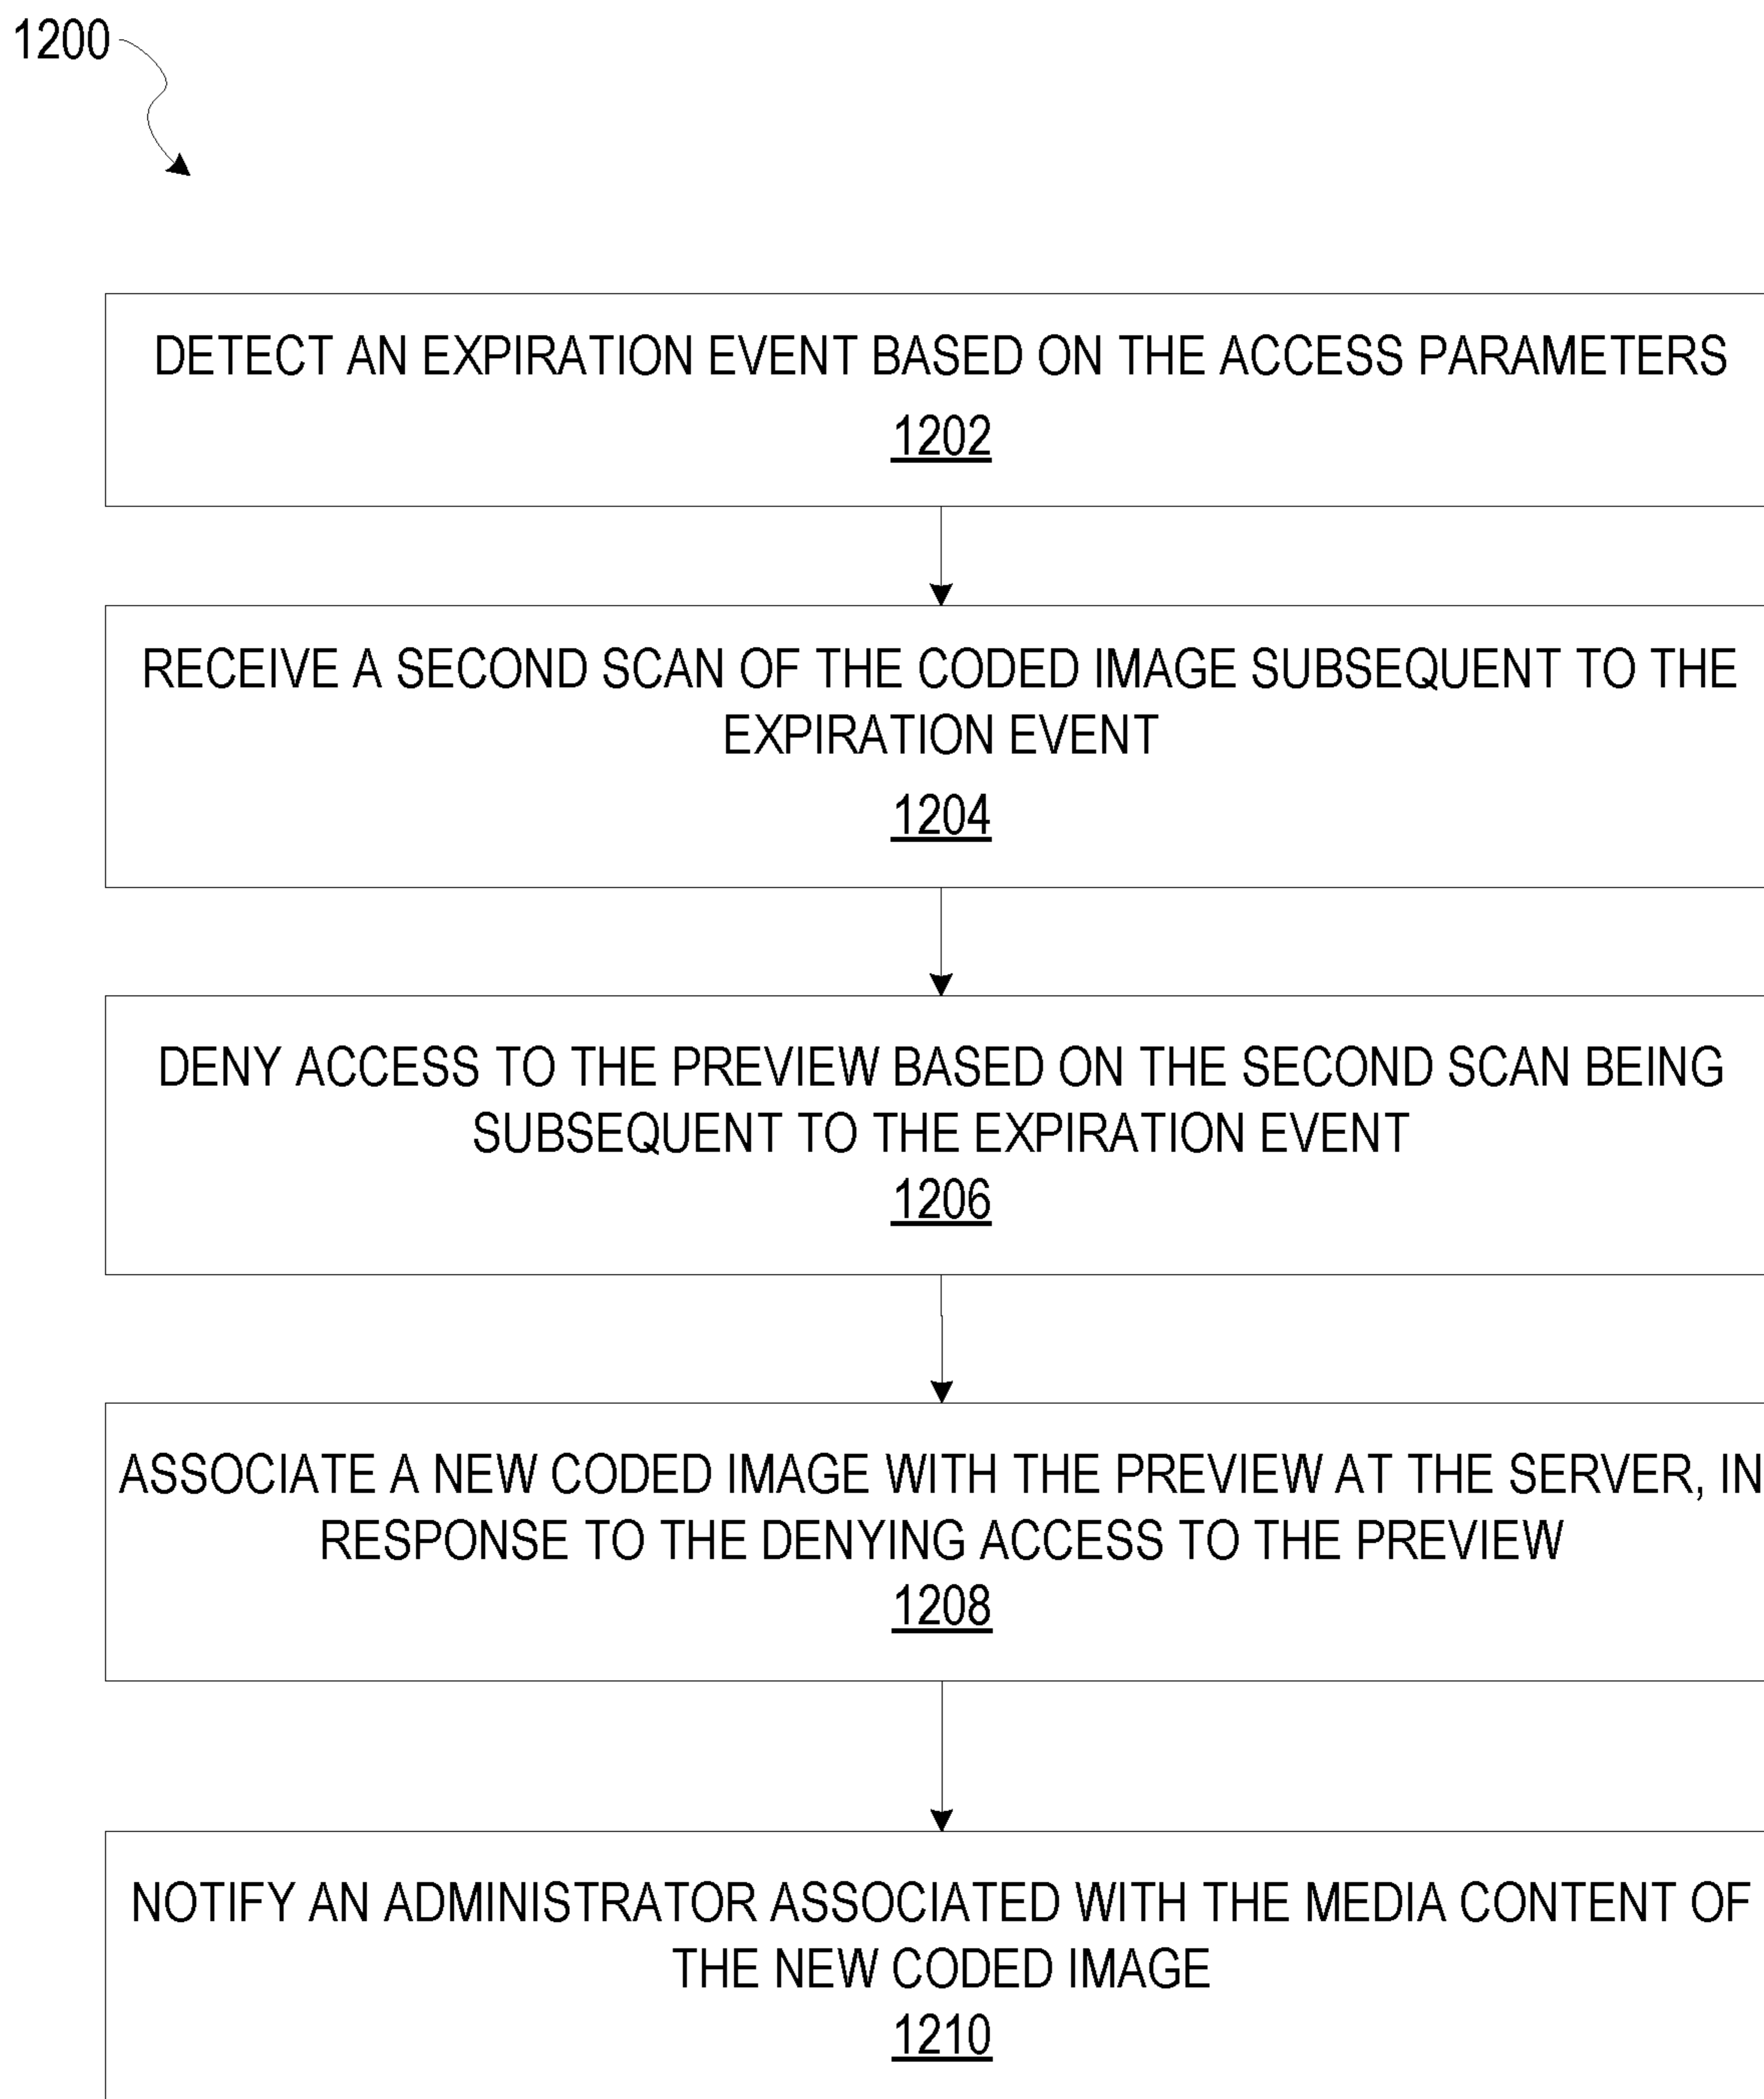 1200
DETECT AN EXPIRATION EVENT BASED ON THE ACCESS PARAMETERS
1202
RECEIVE A SECOND SCAN OF THE CODED IMAGE SUBSEQUENT TO THE
EXPIRATION EVENT
1204
DENY ACCESS TO THE PREVIEW BASED ON THE SECOND SCAN BEING
SUBSEQUENT TO THE EXPIRATION EVENT
1206
ASSOCIATE A NEW CODED IMAGE WITH THE PREVIEW AT THE SERVER, IN
RESPONSE TO THE DENYING ACCESS TO THE PREVIEW
1208
NOTIFY AN ADMINISTRATOR ASSOCIATED WITH THE MEDIA CONTENT OF
THE NEW CODED IMAGE
1210